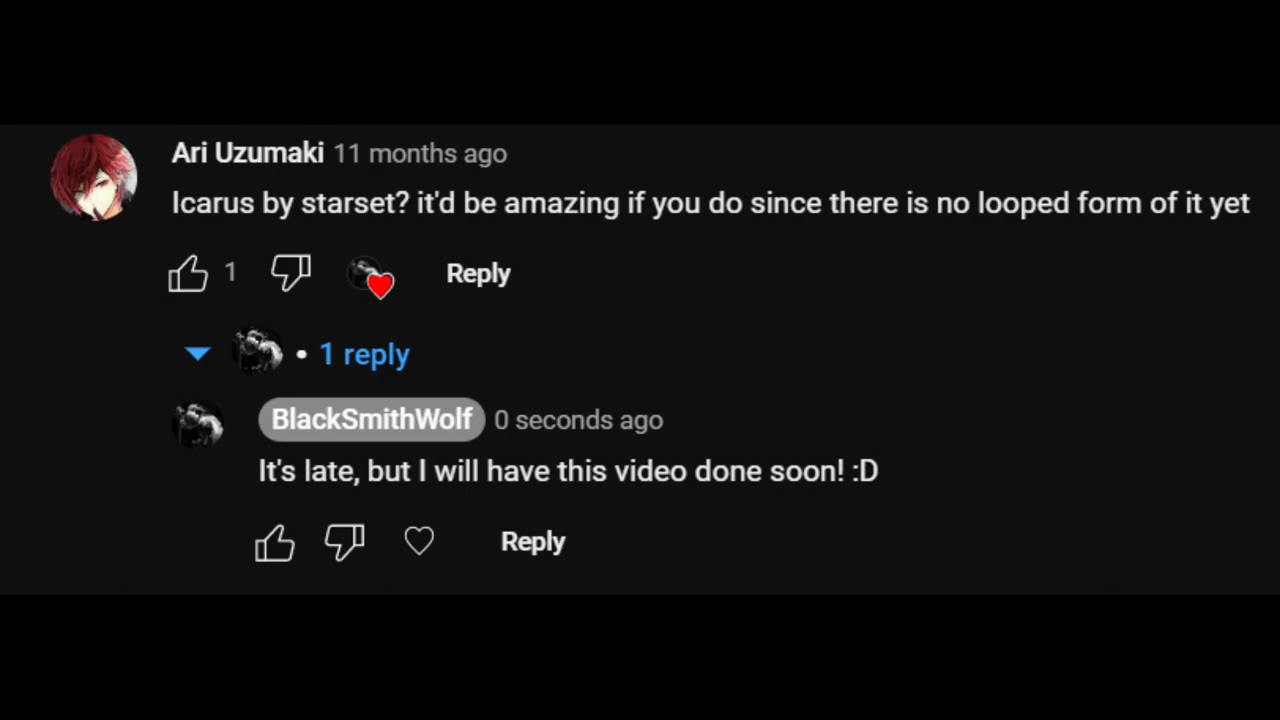 Ari Uzumaki 11 months ago
Icarus by starset? it'd be amazing if you do since there is no looped form of it yet
1 Reply
• 1 reply
BlackSmithWolf 0 seconds ago
It's late, but I will have this video done soon! :D
Reply